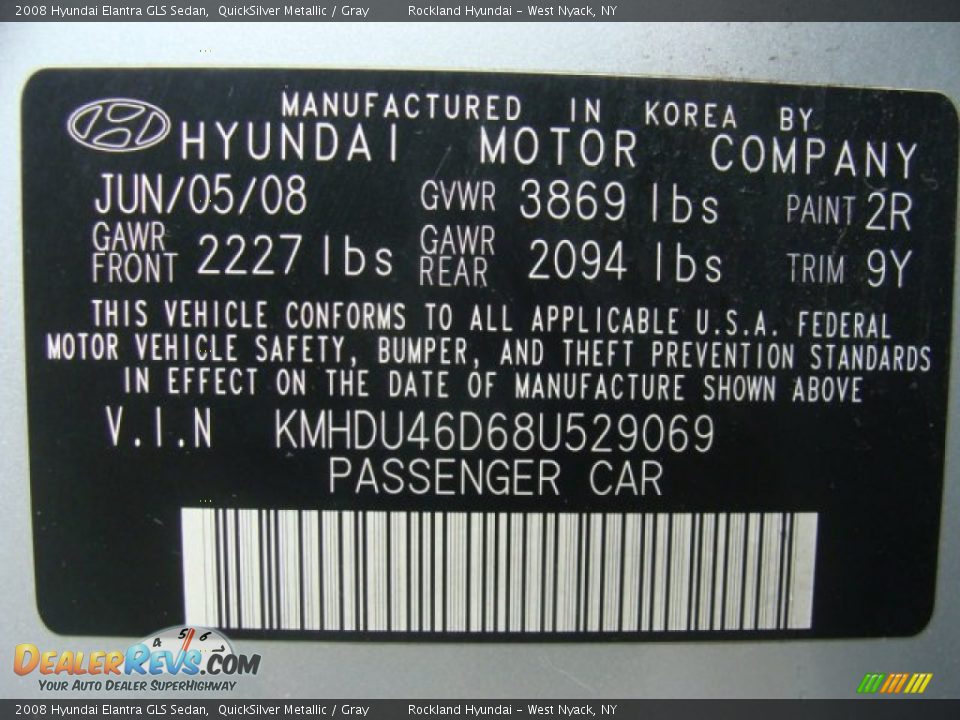 2008 Hyundai Elantra GLS Sedan, QuickSilver Metallic / Gray Rockland Hyundai - West Nyack, NY
MANUFACTURED IN KOREA BY
HYUNDAI MOTOR COMPANY
JUN/05/08 GVWR 3869 lbs PAINT 2R
GAWR FRONT 2227 lbs GAWR REAR 2094 lbs TRIM 9Y
THIS VEHICLE CONFORMS TO ALL APPLICABLE U.S.A. FEDERAL
MOTOR VEHICLE SAFETY, BUMPER, AND THEFT PREVENTION STANDARDS
IN EFFECT ON THE DATE OF MANUFACTURE SHOWN ABOVE
V.I.N KMHDU46D68U529069
PASSENGER CAR
4 5 6
DEALERREVS.COM
YOUR AUTO DEALER SUPERHIGHWAY
2008 Hyundai Elantra GLS Sedan, QuickSilver Metallic / Gray Rockland Hyundai - West Nyack, NY